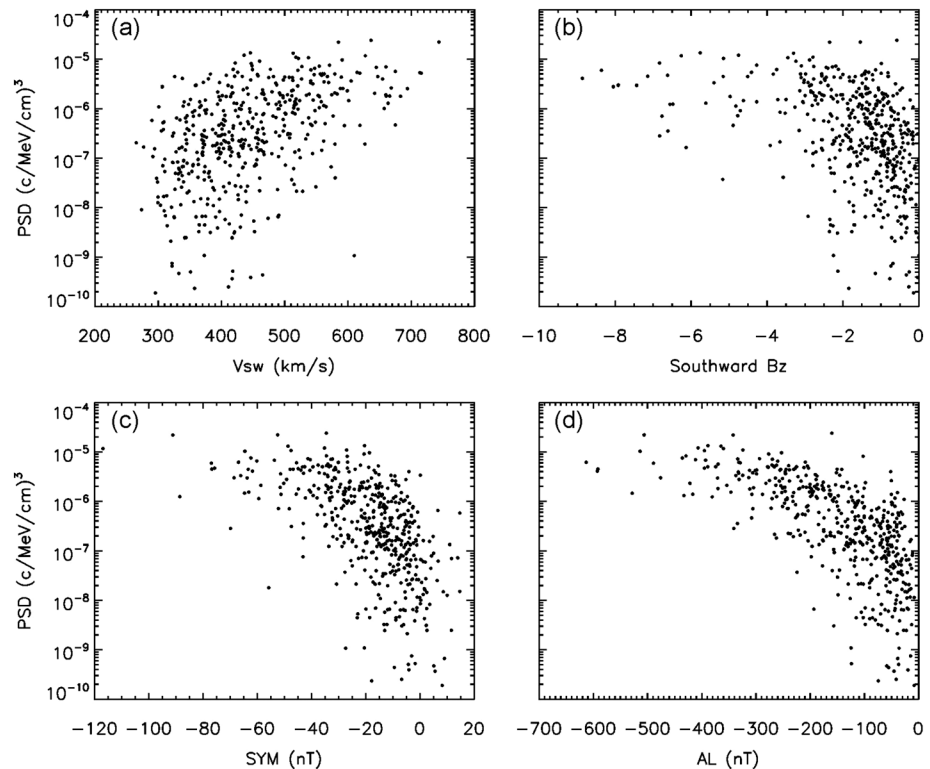 (a)
PSD (c/MeV/cm)³
10⁻⁴
10⁻⁵
10⁻⁶
10⁻⁷
10⁻⁸
10⁻⁹
10⁻¹⁰
200 300 400 500 600 700 800
Vsw (km/s)
(b)
−10 −8 −6 −4 −2 0
Southward Bz
(c)
PSD (c/MeV/cm)³
10⁻⁴
10⁻⁵
10⁻⁶
10⁻⁷
10⁻⁸
10⁻⁹
10⁻¹⁰
−120 −100 −80 −60 −40 −20 0 20
SYM (nT)
(d)
−700 −600 −500 −400 −300 −200 −100 0
AL (nT)